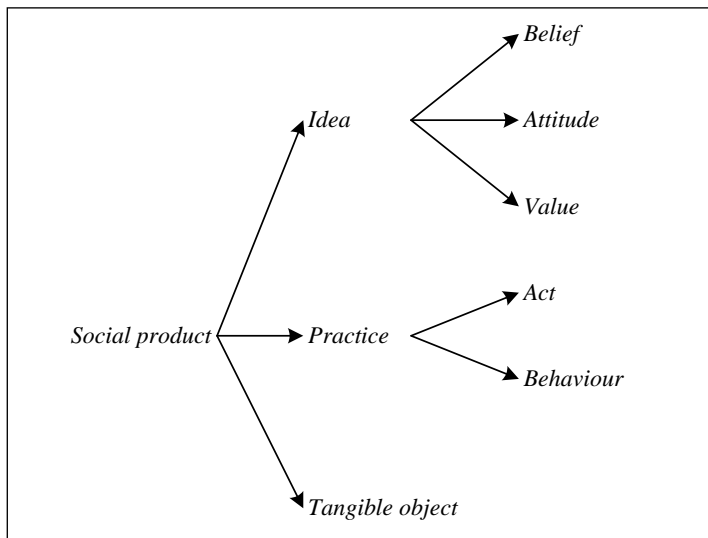 Belief
Idea
Attitude
Value
Act
Social product
Practice
Behaviour
Tangible object